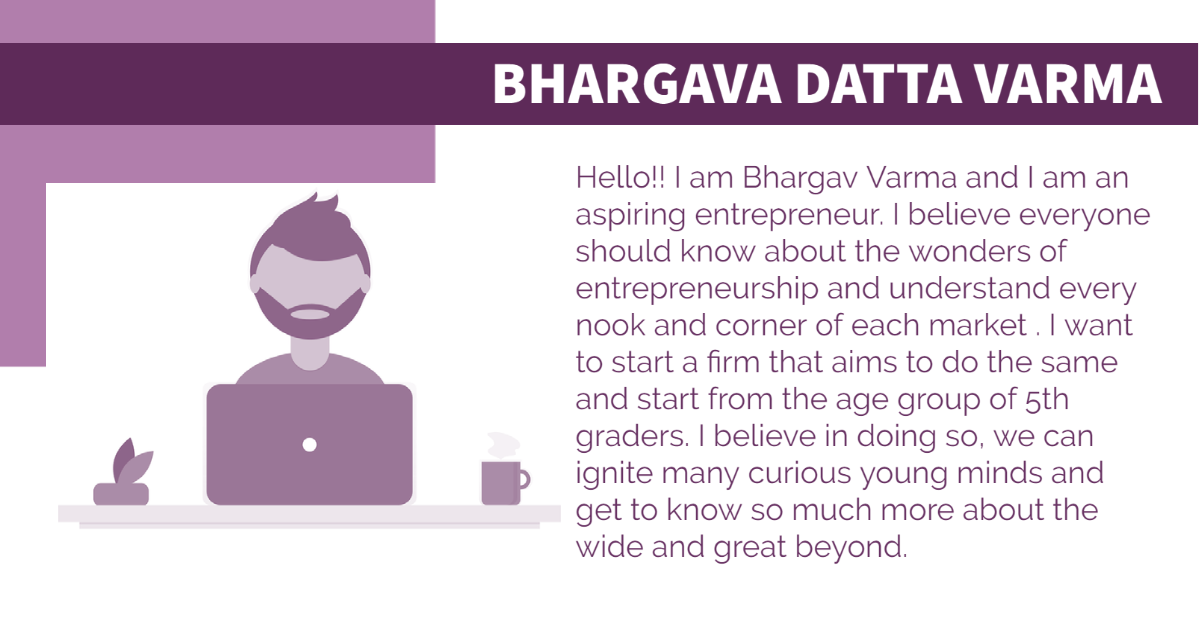 BHARGAVA DATTA VARMA
Hello!! I am Bhargav Varma and I am an
aspiring entrepreneur. I believe everyone
should know about the wonders of
entrepreneurship and understand every
nook and corner of each market . I want
to start a firm that aims to do the same
and start from the age group of 5th
graders. I believe in doing so, we can
ignite many curious young minds and
get to know so much more about the
wide and great beyond.